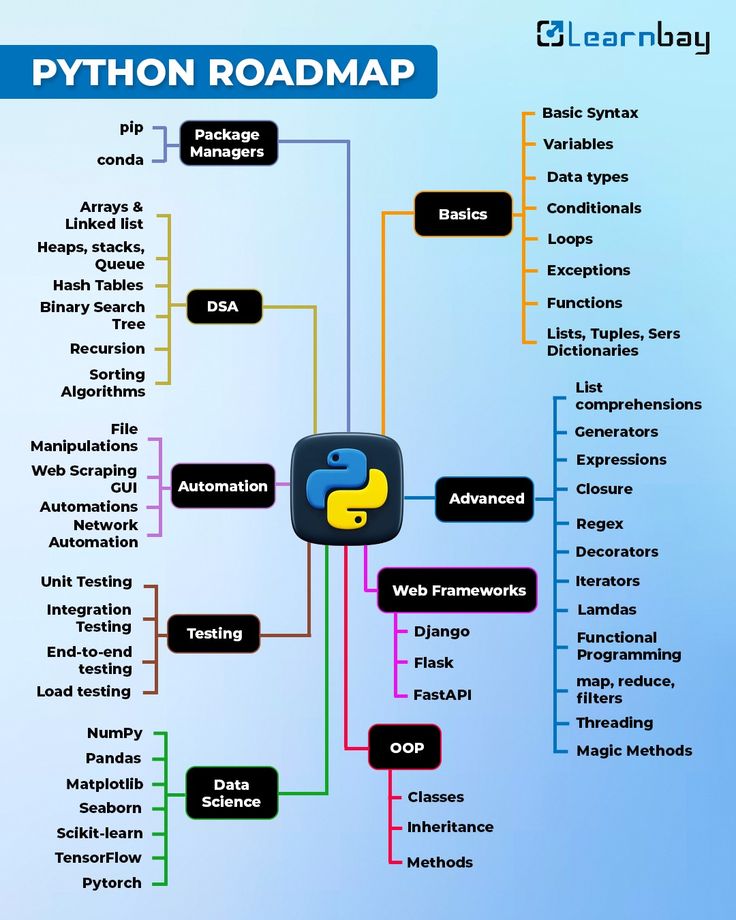 Learnbay
PYTHON ROADMAP
Package
Managers
pip
conda
Basics
Basic Syntax
Variables
Data types
Conditionals
Loops
Exceptions
Functions
Lists, Tuples, Sers
Dictionaries
DSA
Arrays &
Linked list
Heaps, stacks,
Queue
Hash Tables
Binary Search
Tree
Recursion
Sorting
Algorithms
Advanced
List
comprehensions
Generators
Expressions
Closure
Regex
Decorators
Iterators
Lamdas
Functional
Programming
map, reduce,
filters
Threading
Magic Methods
Automation
File
Manipulations
Web Scraping
GUI
Automations
Network
Automation
Web Frameworks
Django
Flask
FastAPI
Testing
Unit Testing
Integration
Testing
End-to-end
testing
Load testing
OOP
Classes
Inheritance
Methods
Data
Science
NumPy
Pandas
Matplotlib
Seaborn
Scikit-learn
TensorFlow
Pytorch